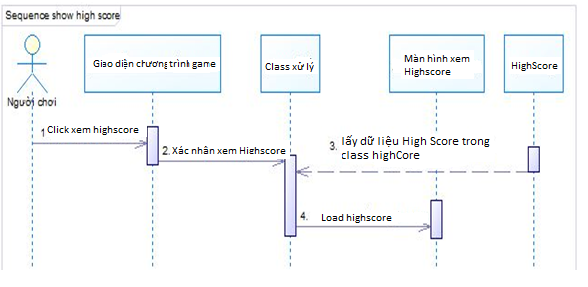 Sequence show high score
Giao diện chương trình game
Class xử lý
Màn hình xem
Highscore
HighScore
Người chơi
1 Click xem highscore
2. Xác nhân xem Highscore
3. lấy dữ liệu High Score trong
class highCore
4. Load highscore